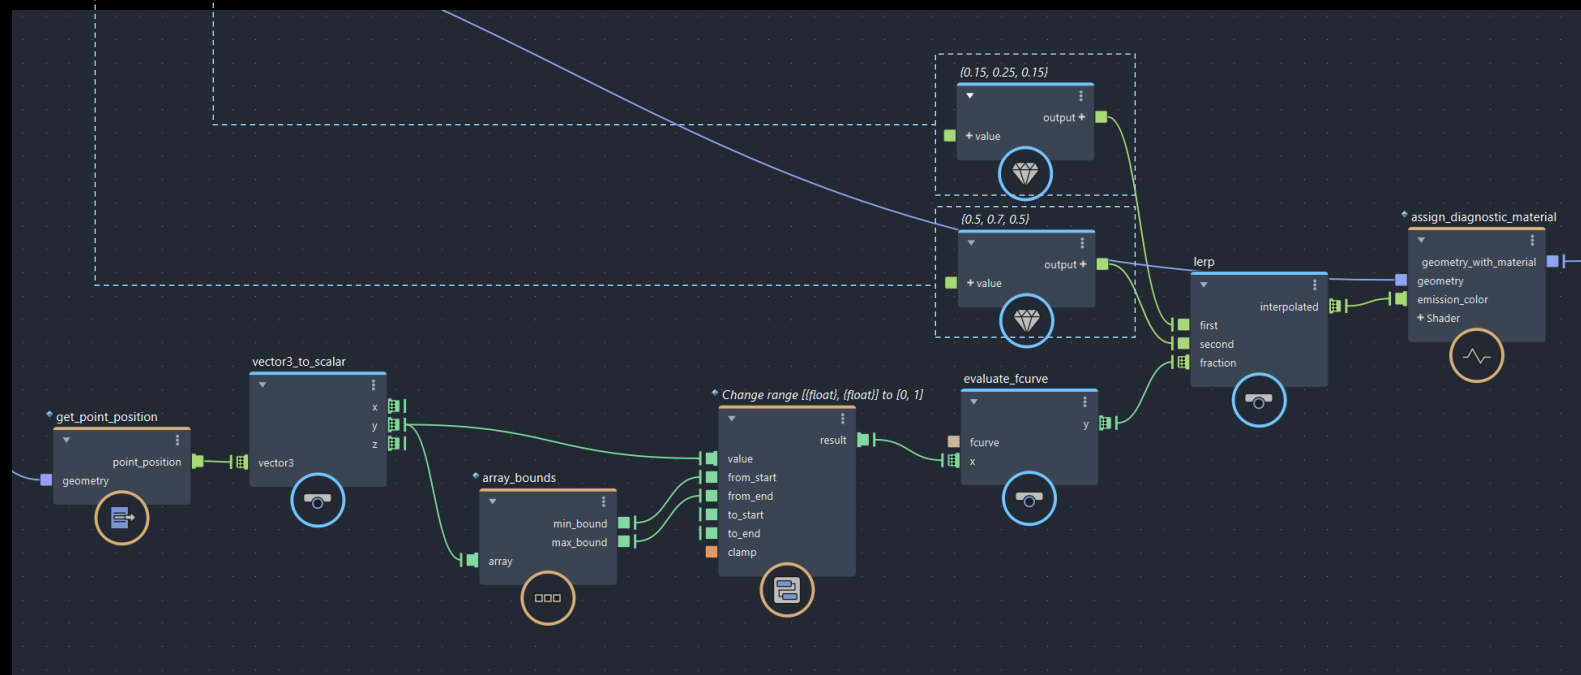 {0.15, 0.25, 0.15}
output +
+ value
{0.5, 0.7, 0.5}
output +
+ value
assign_diagnostic_material
geometry_with_material
geometry
emission_color
+ Shader
lerp
interpolated
first
second
fraction
vector3_to_scalar
x
y
z
vector3
get_point_position
point_position
geometry
array_bounds
min_bound
max_bound
array
Change range [{float}, {float}] to [0, 1]
result
value
from_start
from_end
to_start
to_end
clamp
evaluate_fcurve
y
fcurve
x